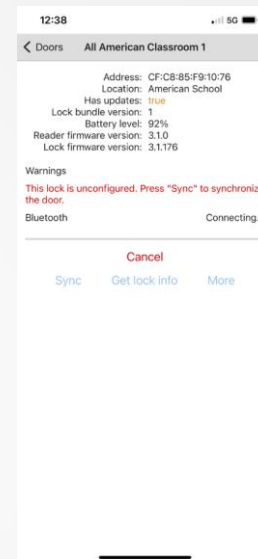 12:38
5G
Doors
All American Classroom 1
Address: CF:C8:85:F9:10:76
Location: American School
Has updates: true
Lock bundle version: 1
Battery level: 92%
Reader firmware version: 3.1.0
Lock firmware version: 3.1.176
Warnings
This lock is unconfigured. Press "Sync" to synchroniz
the door.
Bluetooth Connecting.
Cancel
Sync Get lock info More